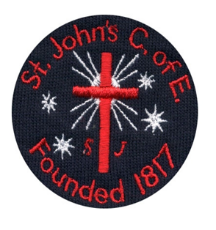 St. John's C. of E.
S J
Founded 1817